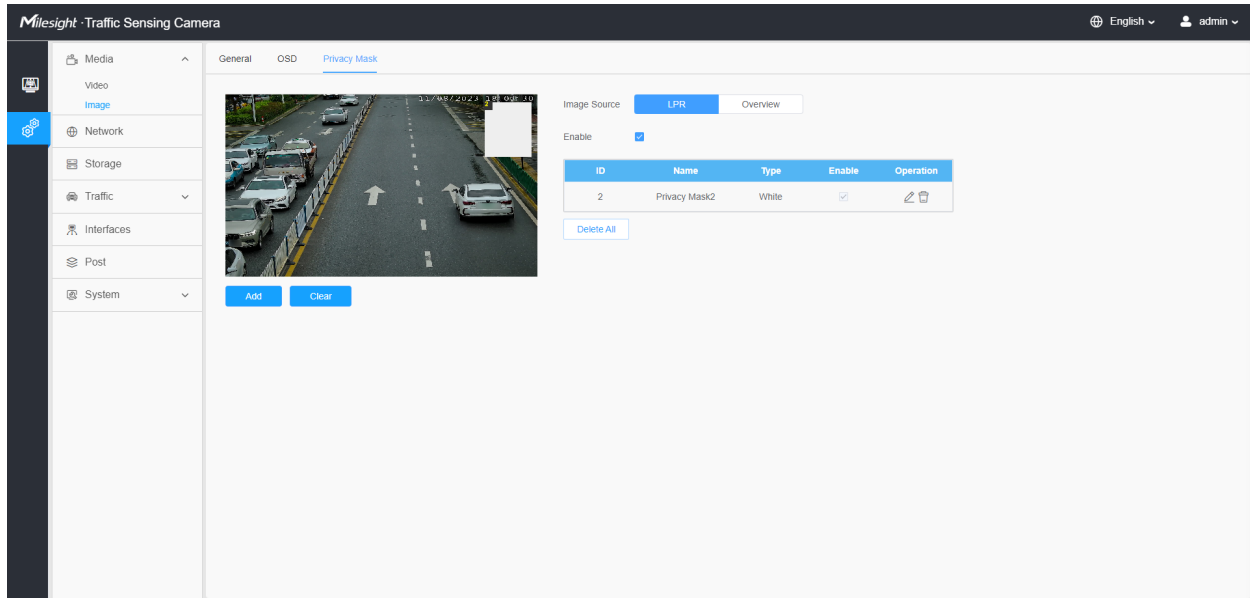 Milesight · Traffic Sensing Camera
English
admin
Media
Video
Image
Network
Storage
Traffic
Interfaces
Post
System
General OSD Privacy Mask
2
Add Clear
Image Source LPR Overview
Enable
ID Name Type Enable Operation
2 Privacy Mask2 White
Delete All